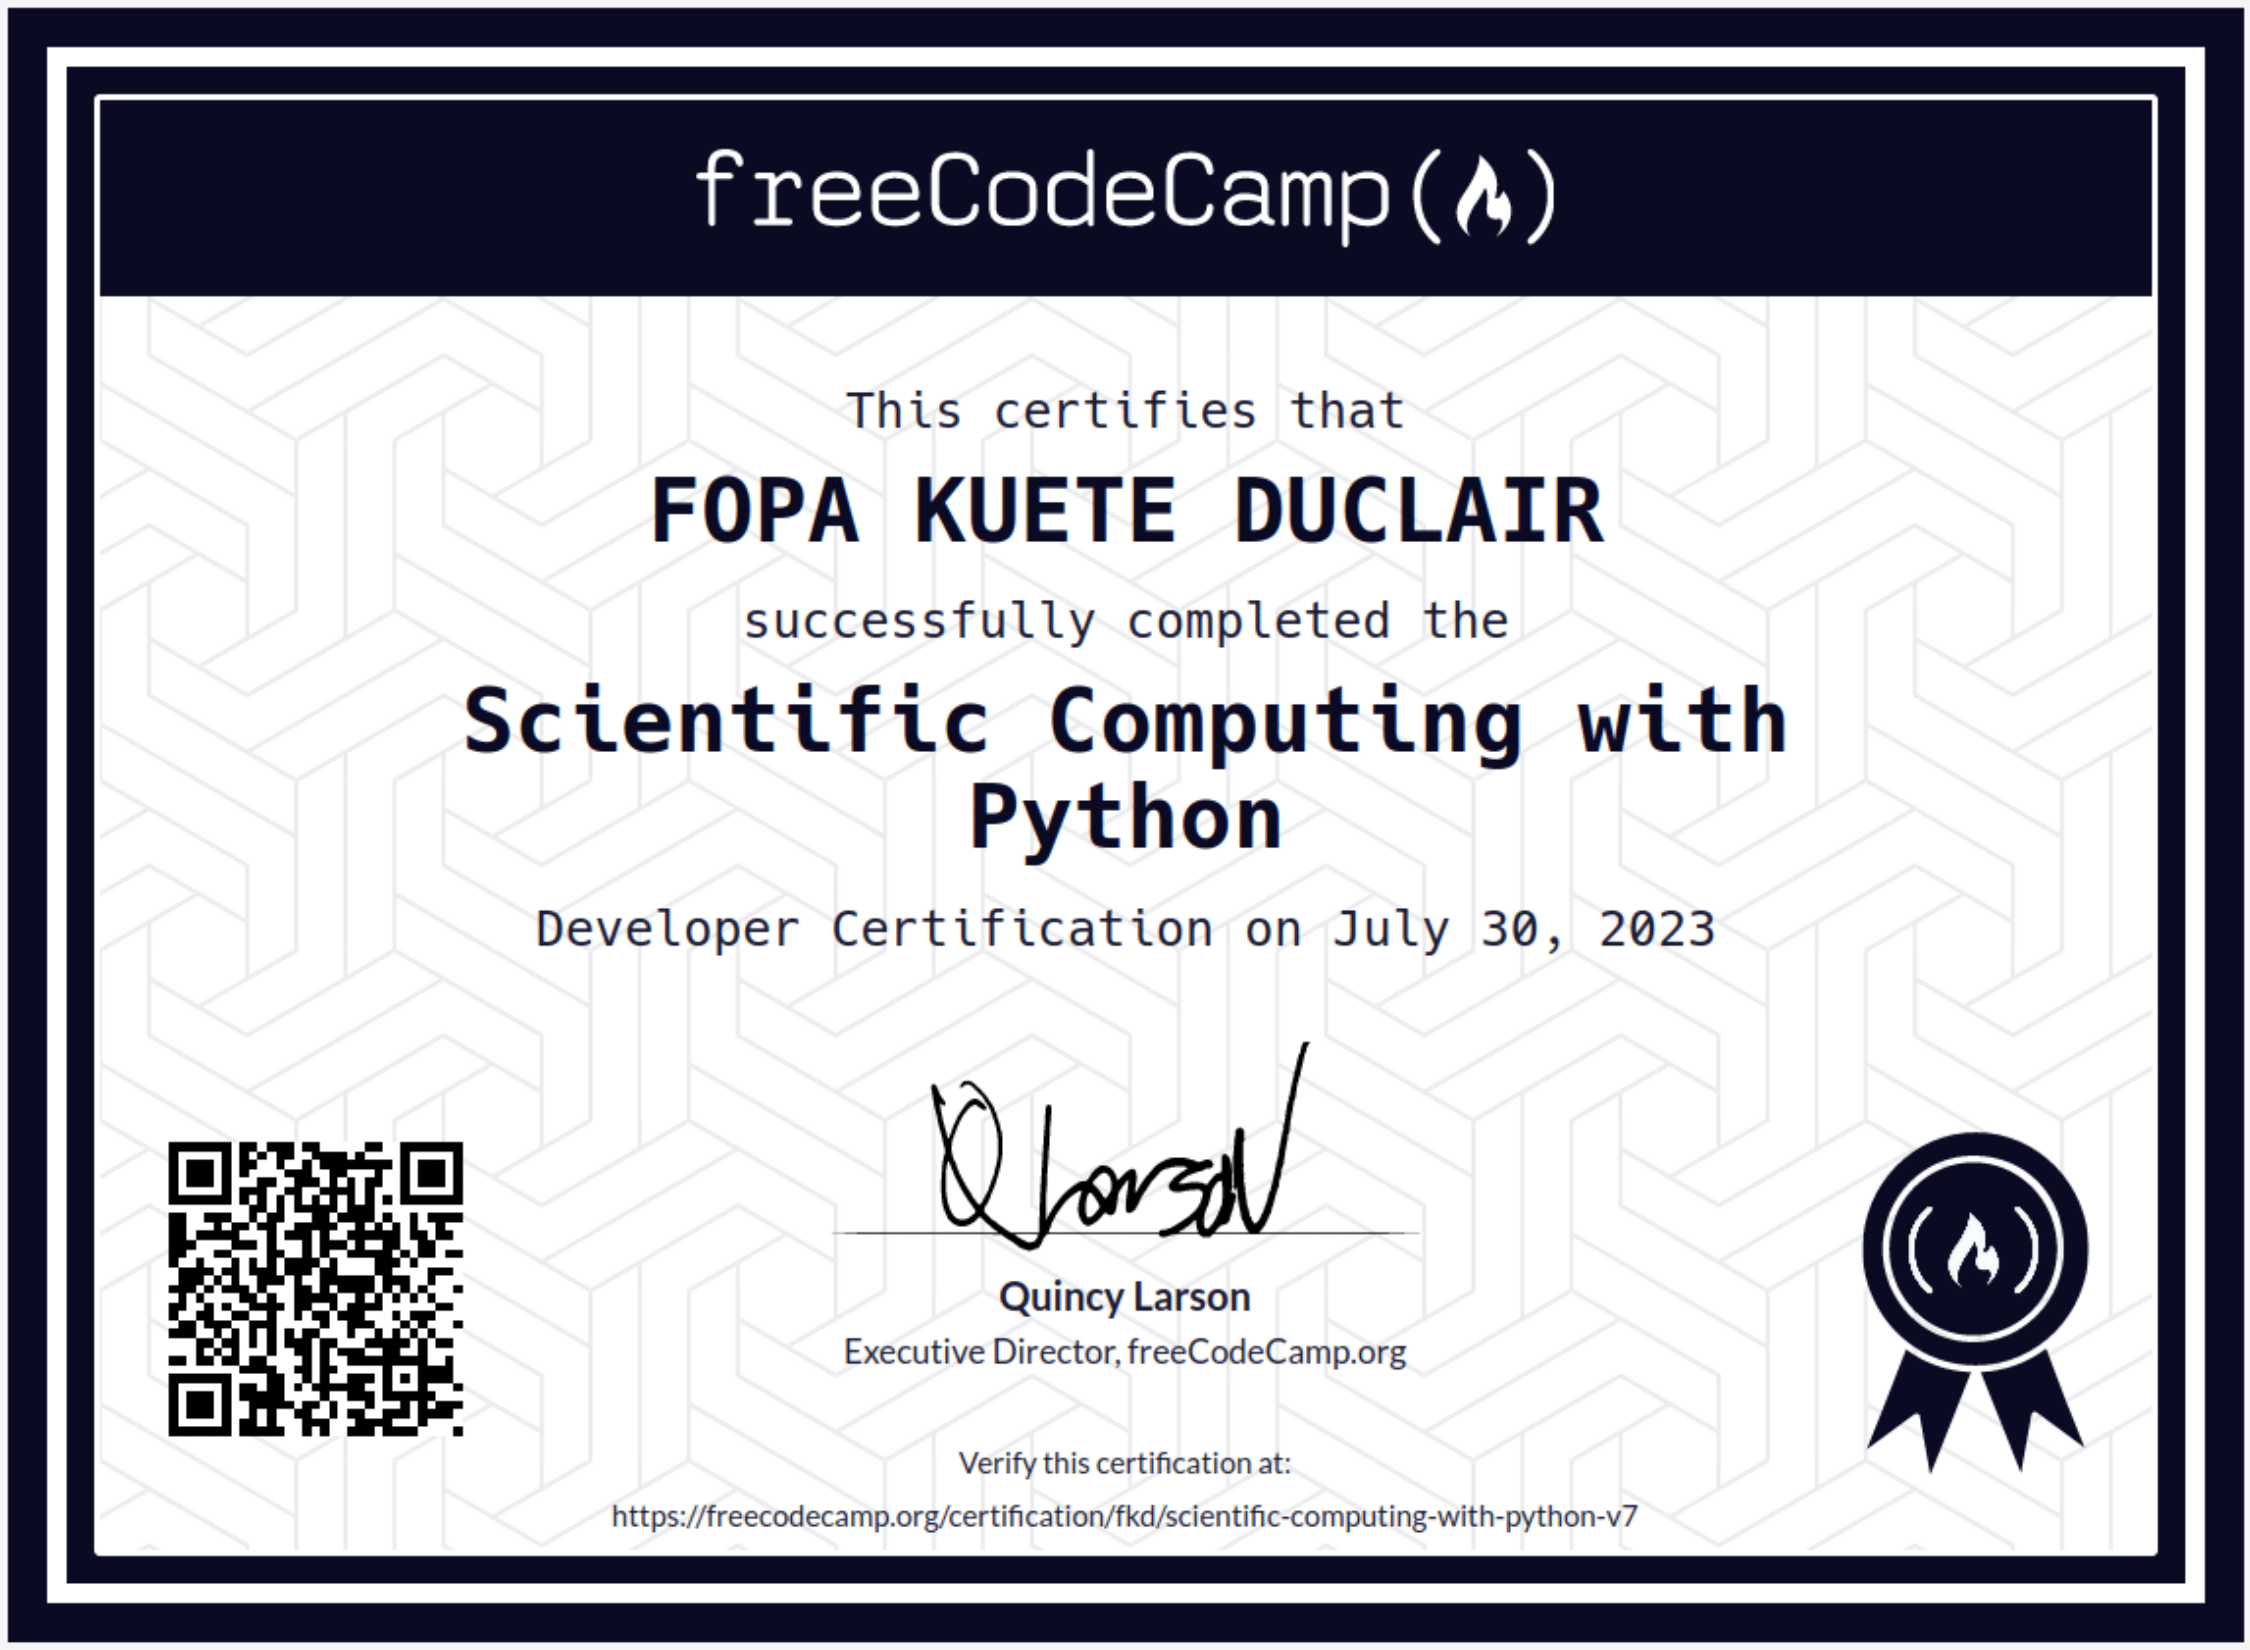 freeCodeCamp
This certifies that
FOPA KUETE DUCLAIR
successfully completed the
Scientific Computing with
Python
Developer Certification on July 30, 2023
Quincy Larson
Executive Director, freeCodeCamp.org
Verify this certification at:
https://freecodecamp.org/certification/fkd/scientific-computing-with-python-v7